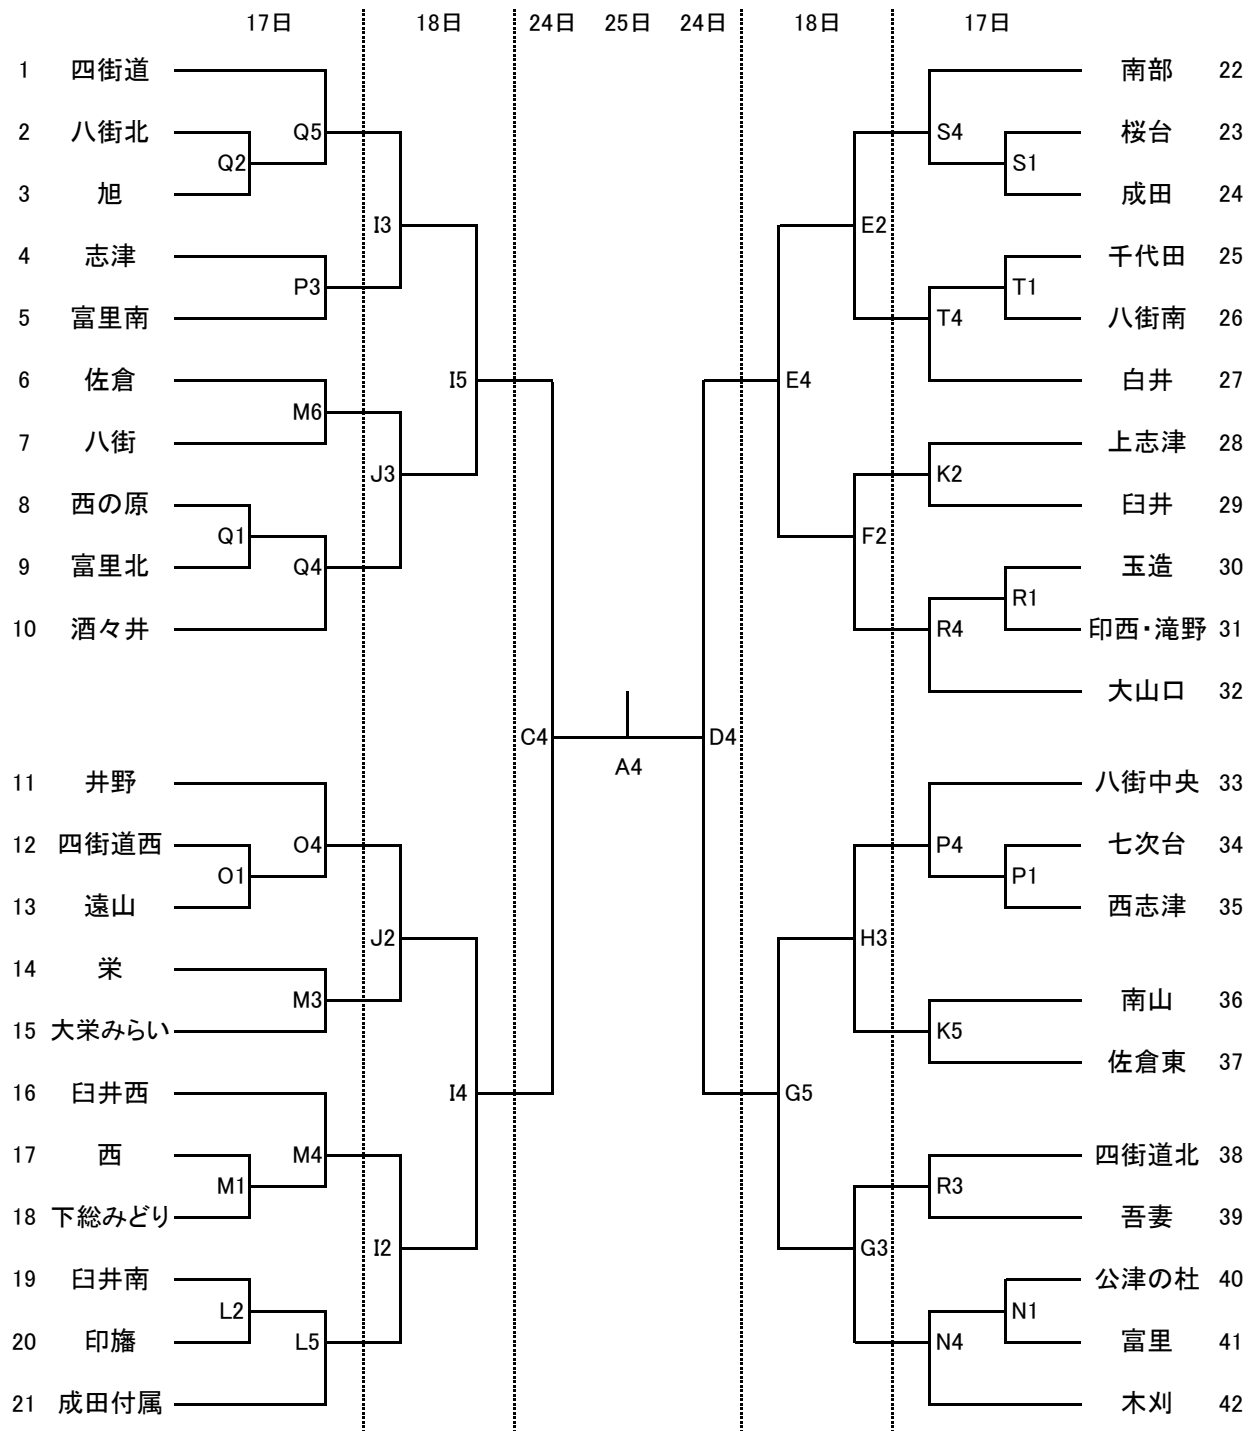 17日 18日 24日 25日 24日 18日 17日
1 四街道 南部 22
2 八街北 Q5 S4 桜台 23
Q2 S1
3 旭 成田 24
I3 E2
4 志津 千代田 25
P3 T1
5 富里南 T4 八街南 26
6 佐倉 I5 E4 白井 27
M6
7 八街 上志津 28
J3 K2
8 西の原 臼井 29
Q1 F2
9 富里北 Q4 玉造 30
R1
10 酒々井 R4 印西・滝野 31
大山口 32
C4 D4
A4
11 井野 八街中央 33
12 四街道西 O4 P4 七次台 34
O1 P1
13 遠山 西志津 35
J2 H3
14 栄
M3 南山 36
15 大栄みらい K5
佐倉東 37
16 臼井西 I4 G5
17 西 M4 四街道北 38
M1 R3
18 下総みどり 吾妻 39
I2 G3
19 臼井南 公津の杜 40
L2 N1
20 印旛 L5 N4 富里 41
21 成田付属 木刈 42